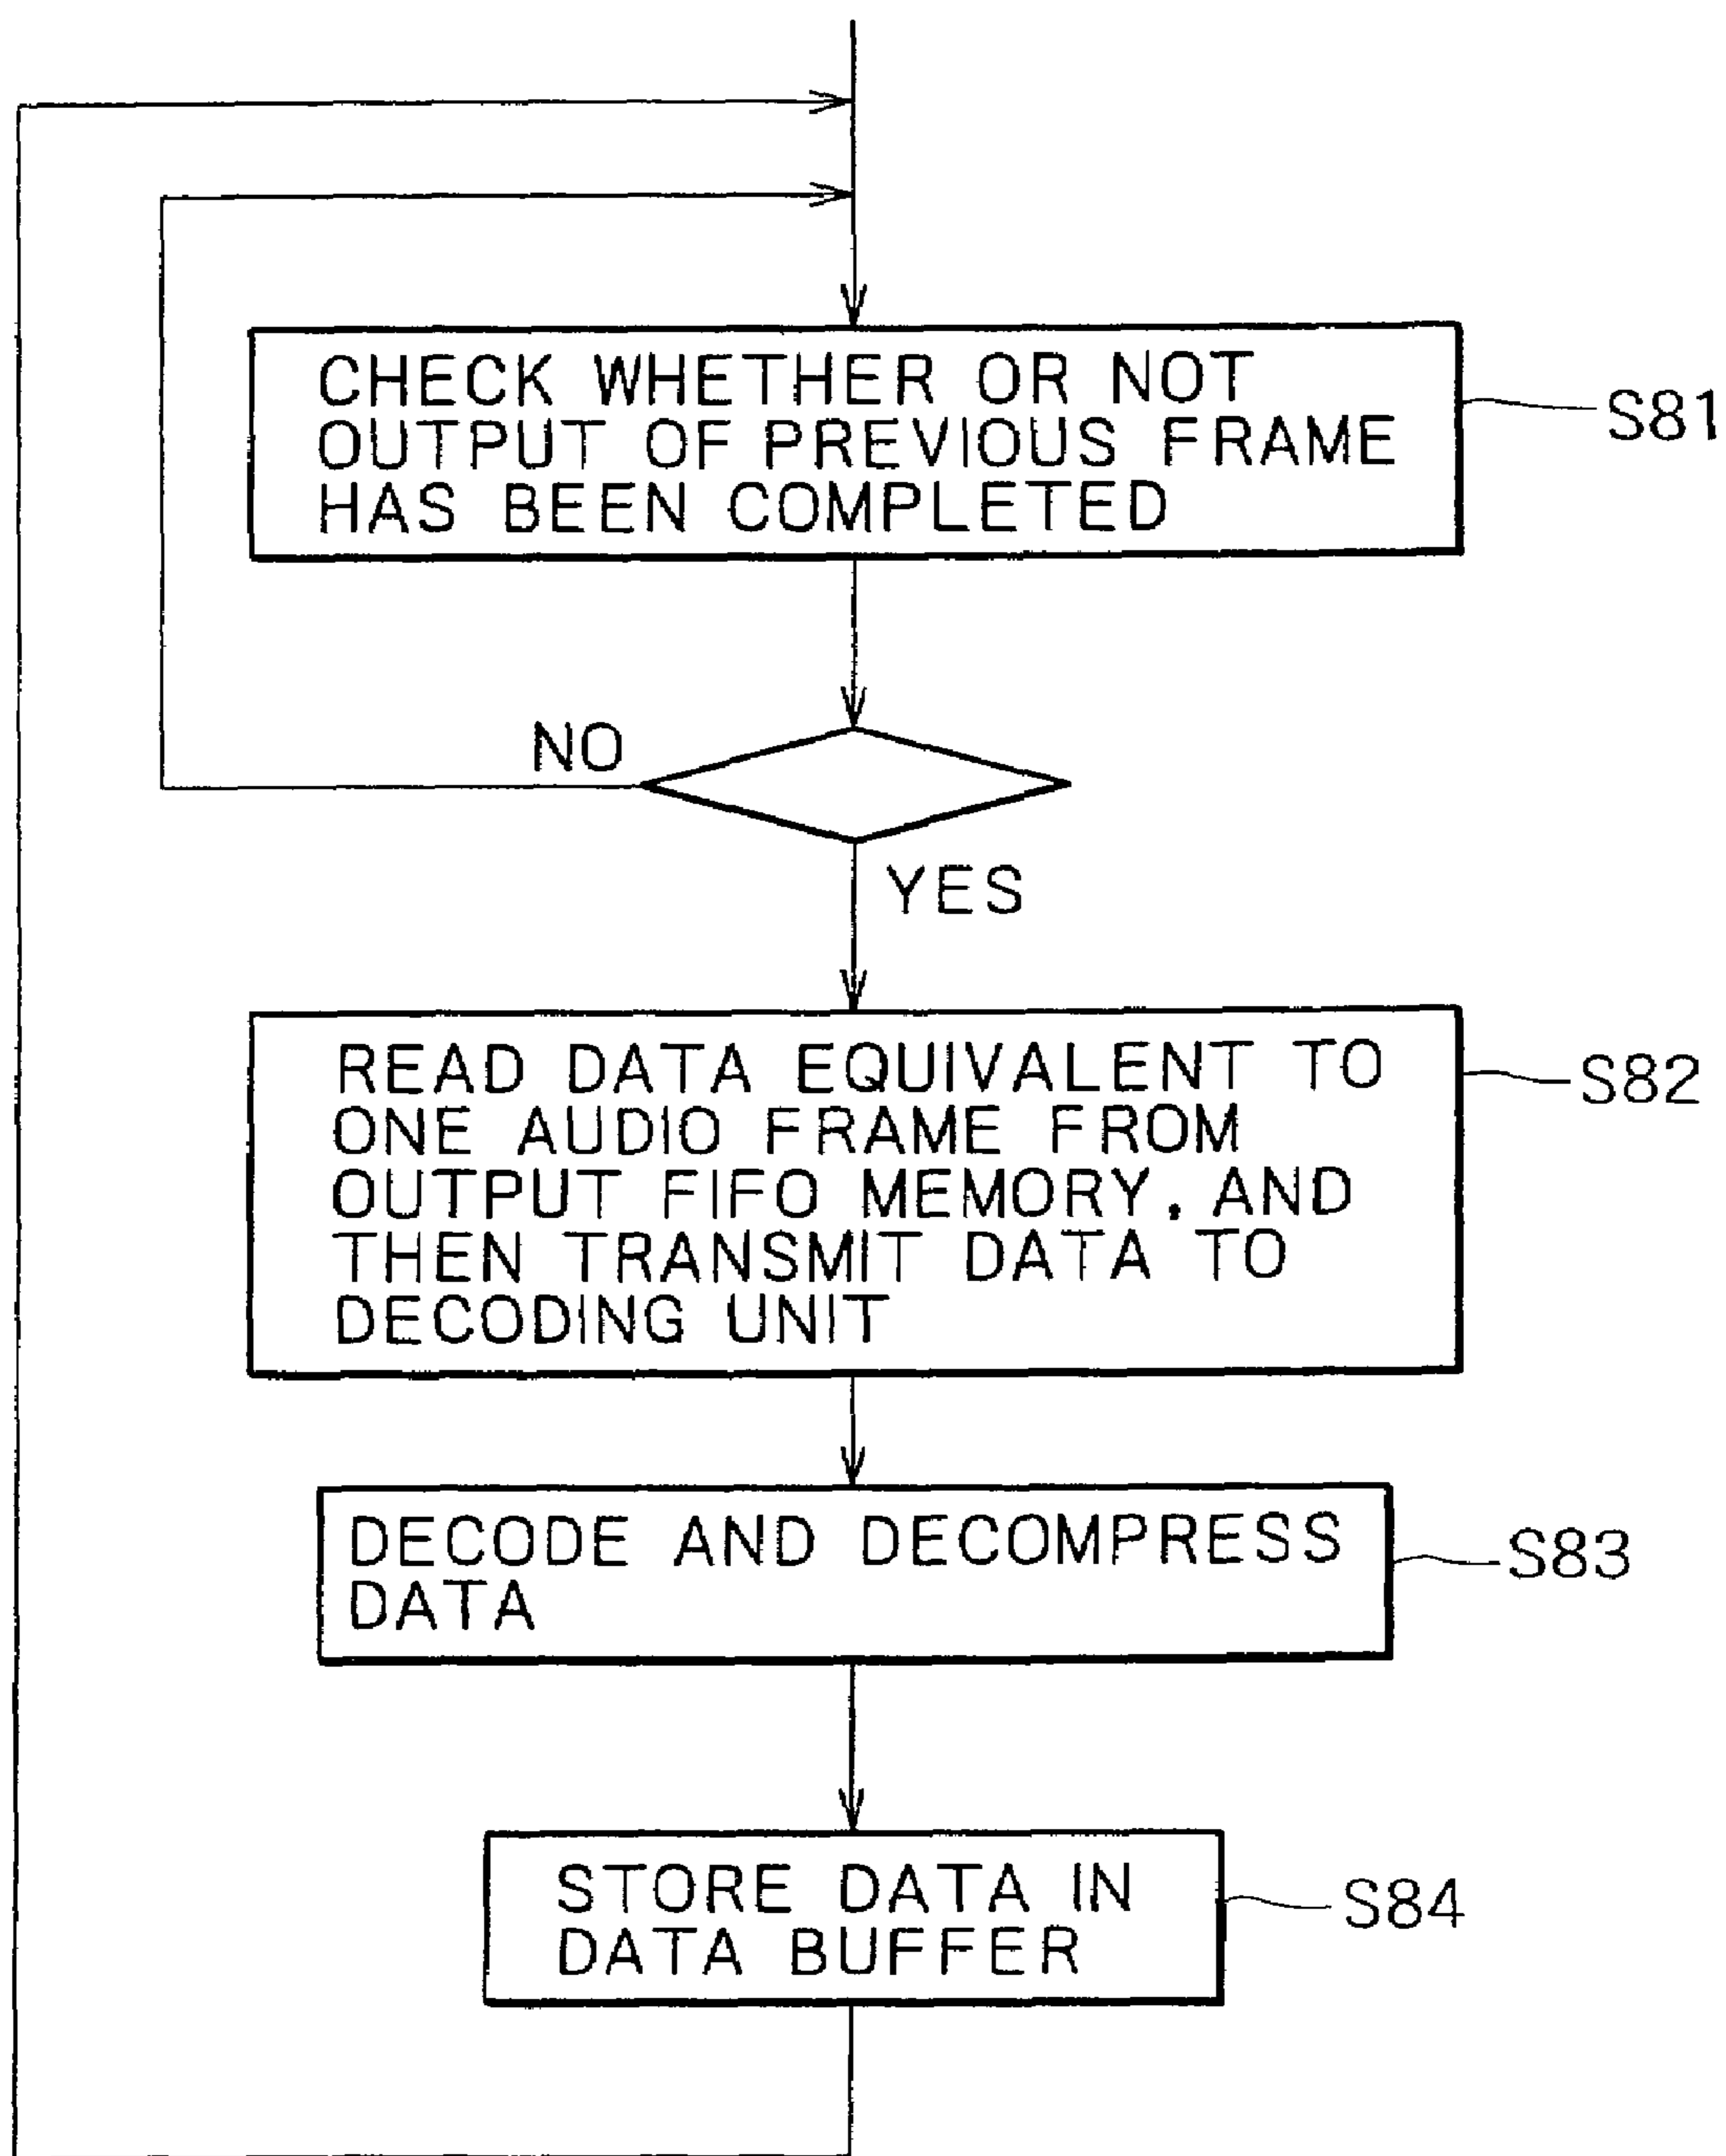 CHECK WHETHER OR NOT
OUTPUT OF PREVIOUS FRAME
HAS BEEN COMPLETED
S81
NO
YES
READ DATA EQUIVALENT TO
ONE AUDIO FRAME FROM
OUTPUT FIFO MEMORY, AND
THEN TRANSMIT DATA TO
DECODING UNIT
S82
DECODE AND DECOMPRESS
DATA
S83
STORE DATA IN
DATA BUFFER
S84